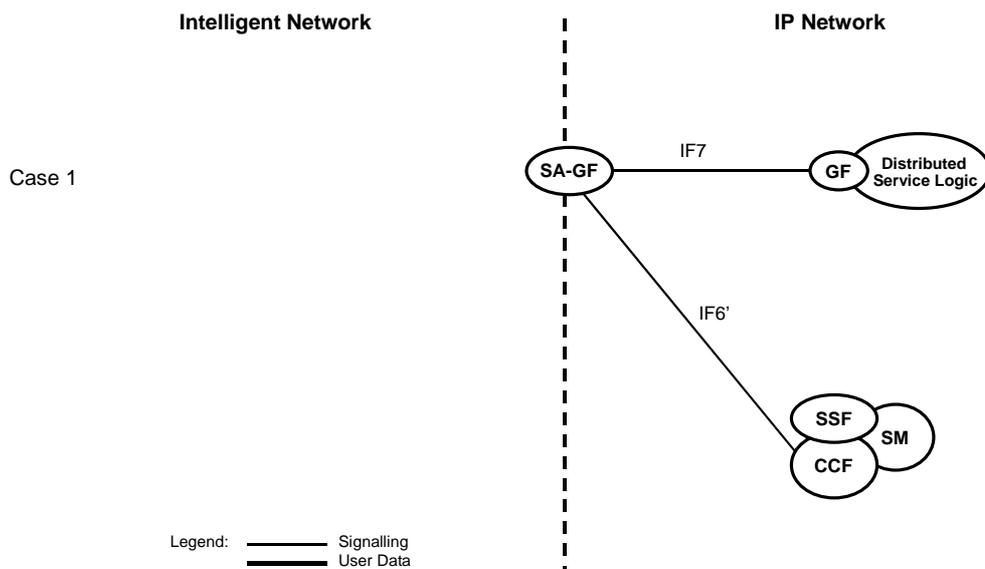 Intelligent Network
IP Network
Case 1
SA-GF
IF7
GF
Distributed
Service Logic
IF6’
SSF
SM
CCF
Legend:
Signalling
User Data